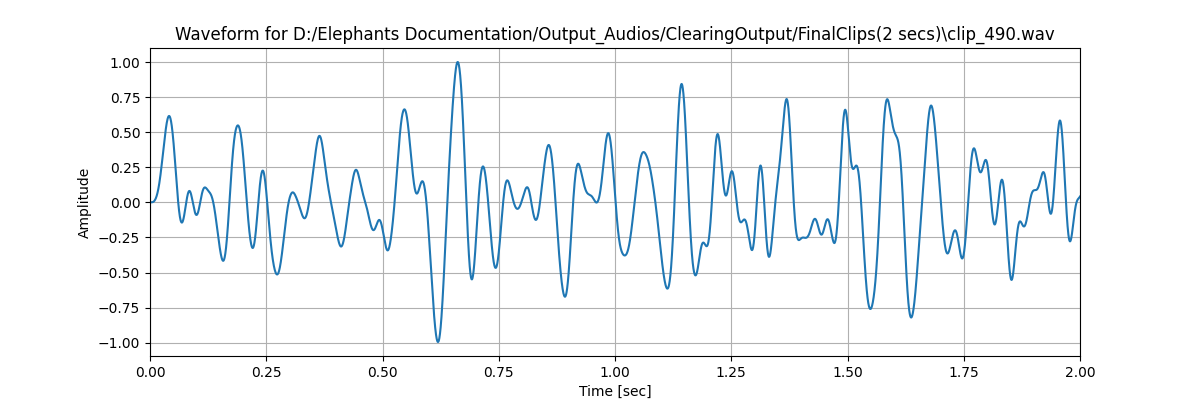 Waveform for D:/Elephants Documentation/Output_Audios/ClearingOutput/FinalClips(2 secs)\clip_490.wav
1.00
0.75
0.50
0.25
0.00
−0.25
−0.50
−0.75
−1.00
Amplitude
0.00 0.25 0.50 0.75 1.00 1.25 1.50 1.75 2.00
Time [sec]